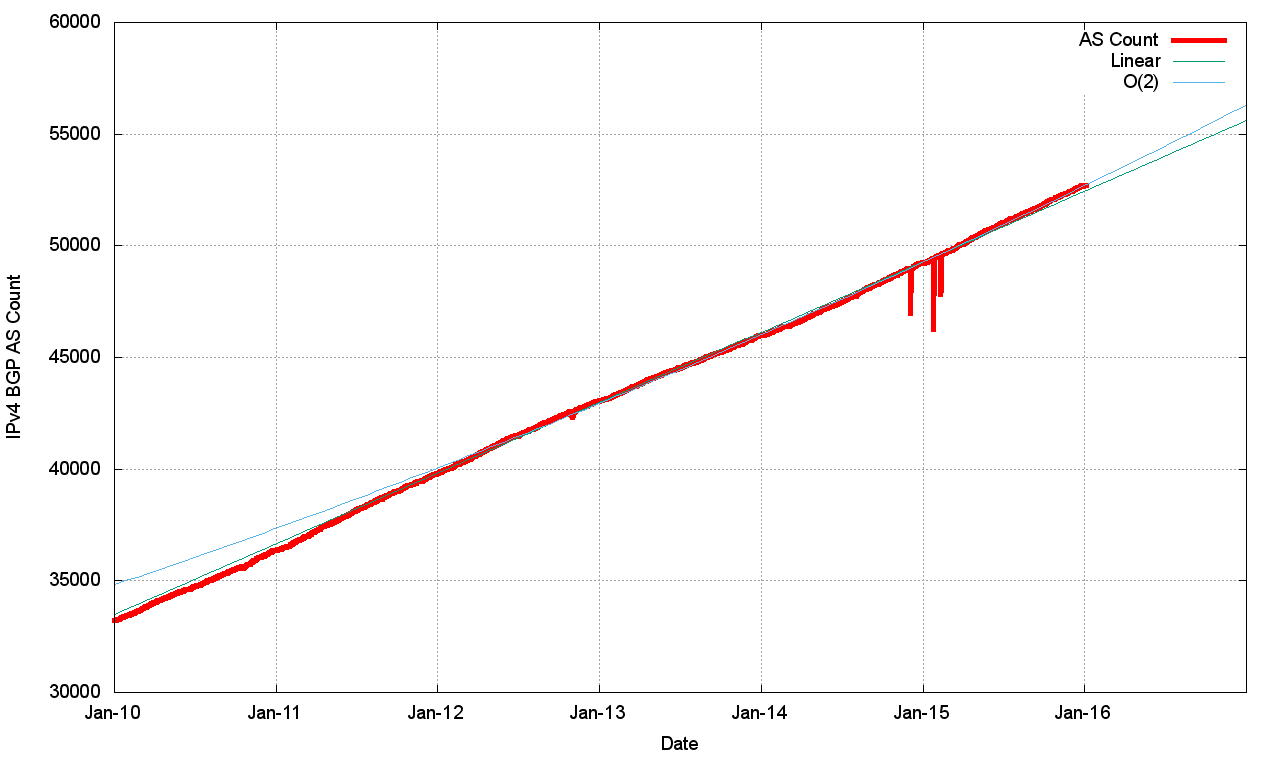 60000
55000
50000
45000
40000
35000
30000
IPv4 BGP AS Count
AS Count
Linear
O(2)
Jan-10 Jan-11 Jan-12 Jan-13 Jan-14 Jan-15 Jan-16
Date